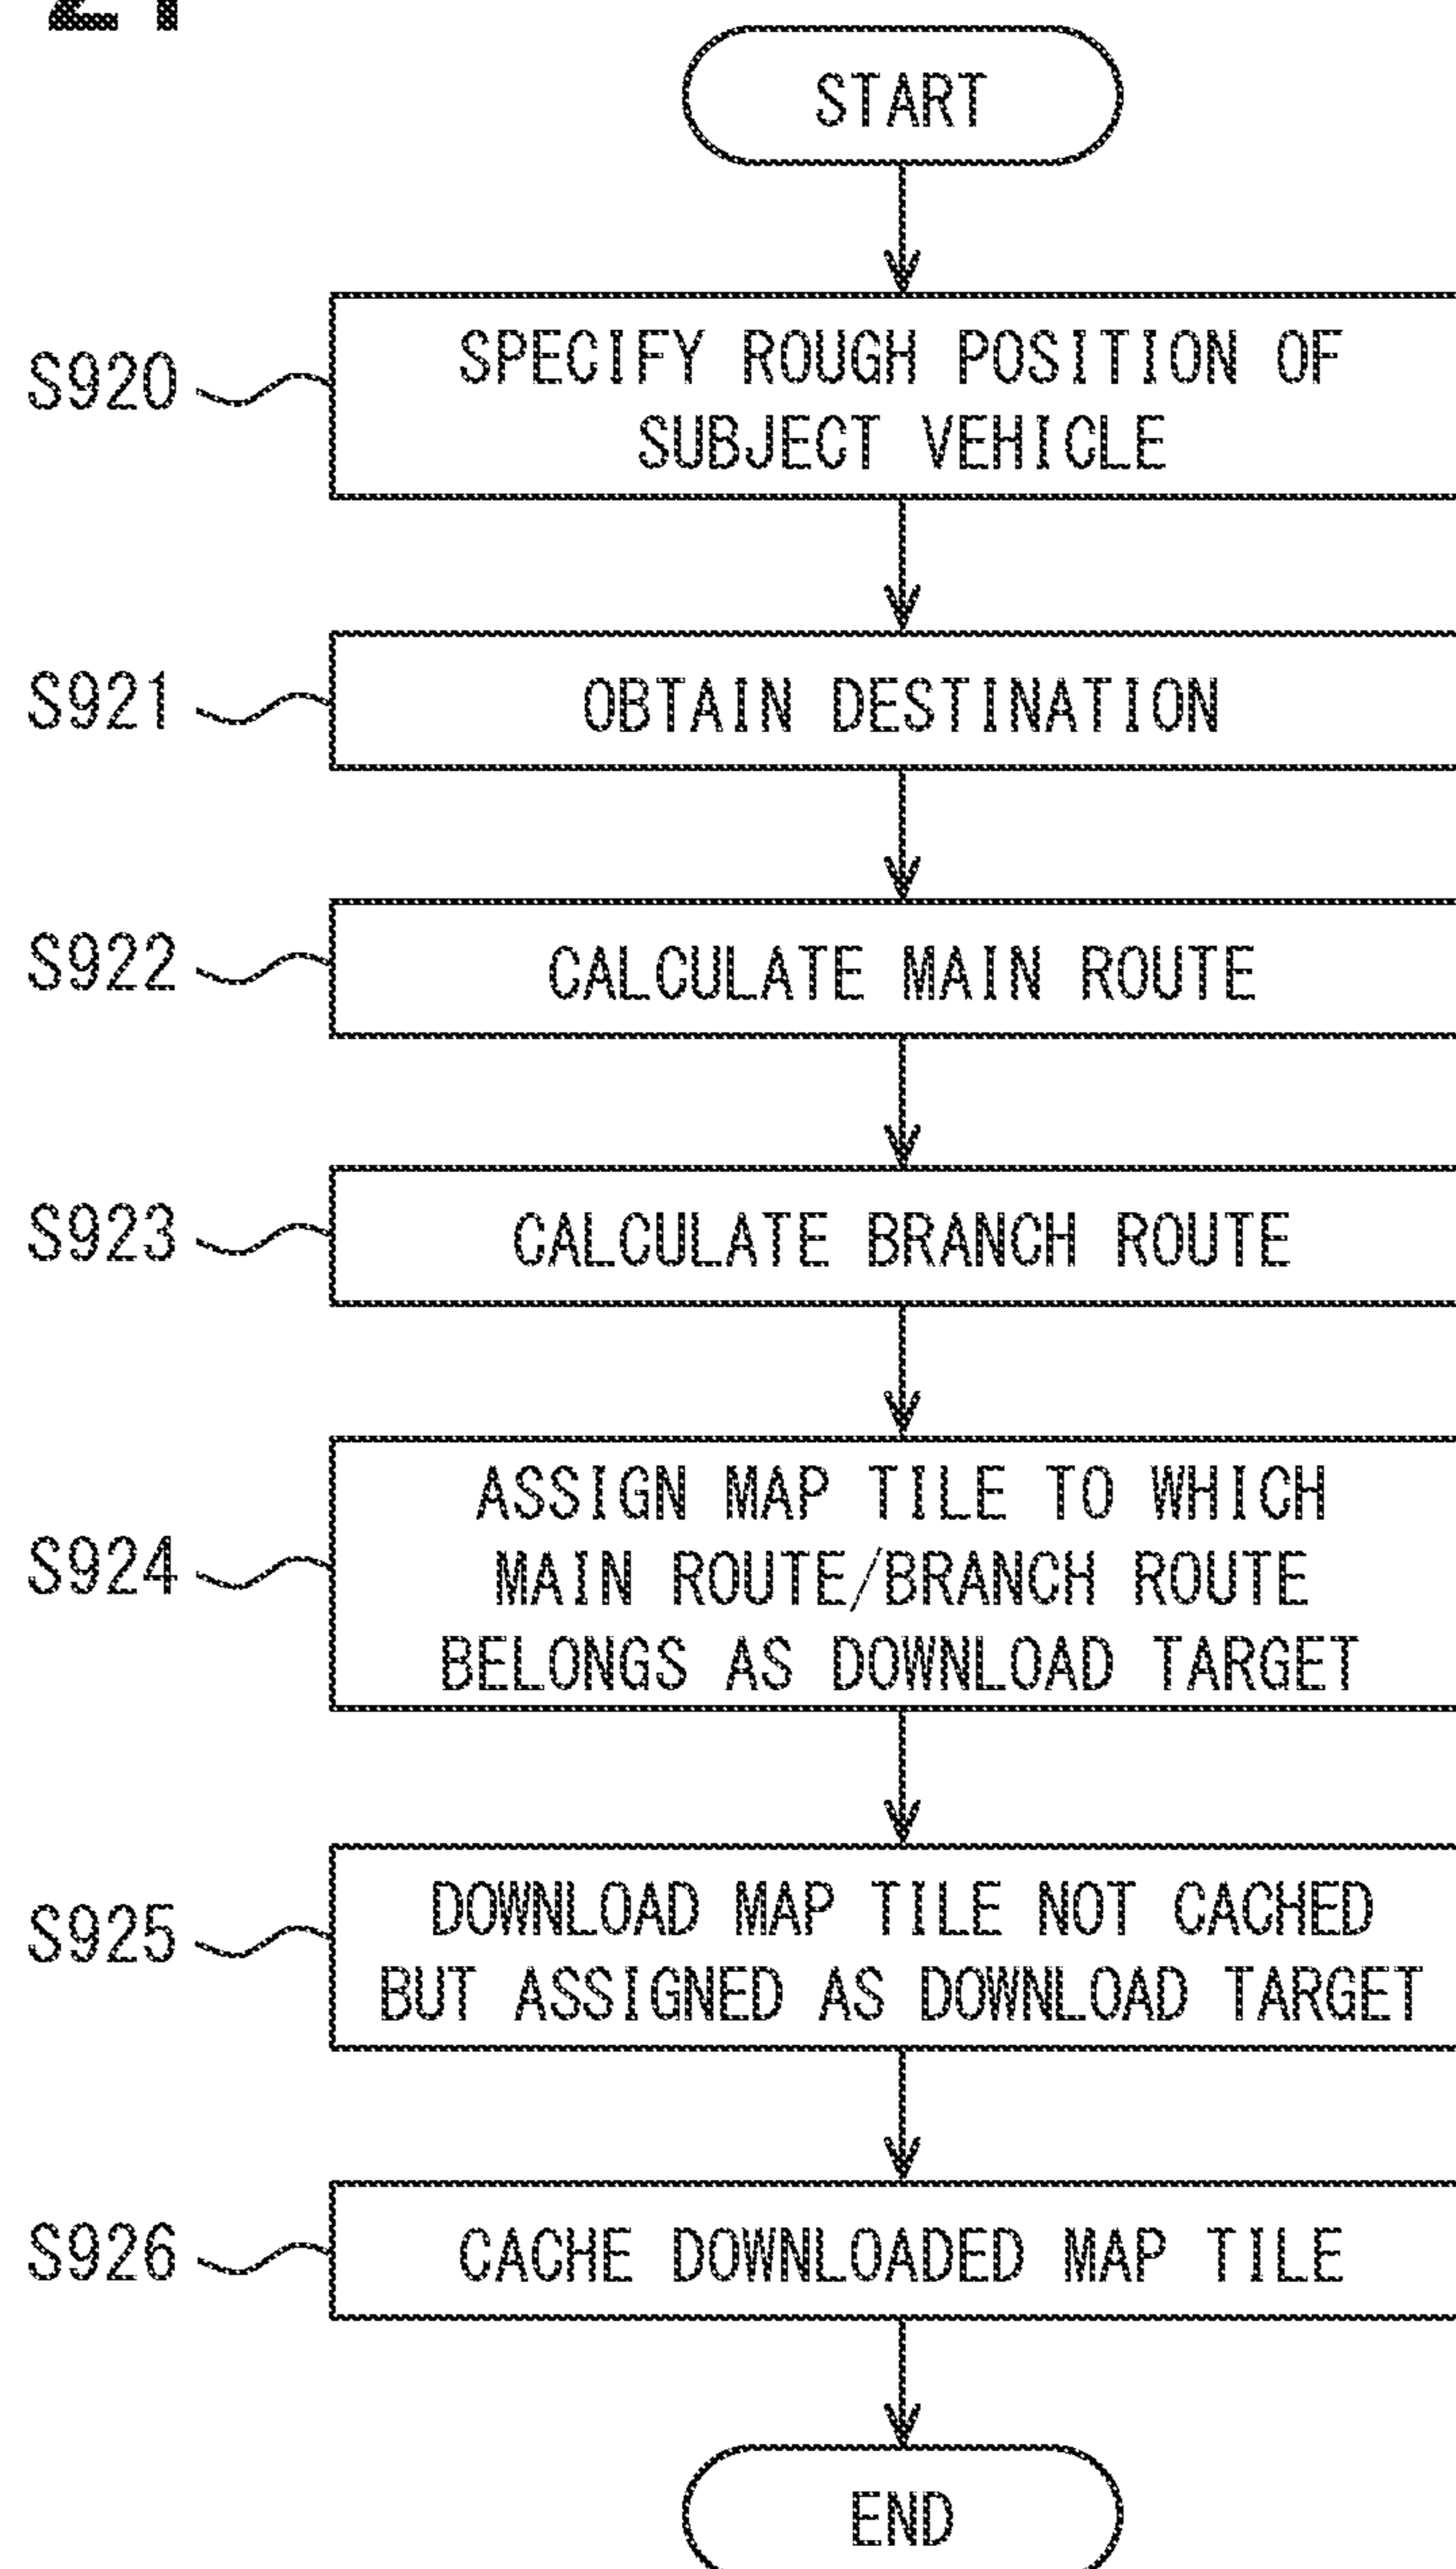 START
S920
SPECIFY ROUGH POSITION OF
SUBJECT VEHICLE
S921
OBTAIN DESTINATION
S922
CALCULATE MAIN ROUTE
S923
CALCULATE BRANCH ROUTE
S924
ASSIGN MAP TILE TO WHICH
MAIN ROUTE/BRANCH ROUTE
BELONGS AS DOWNLOAD TARGET
S925
DOWNLOAD MAP TILE NOT CACHED
BUT ASSIGNED AS DOWNLOAD TARGET
S926
CACHE DOWNLOADED MAP TILE
END